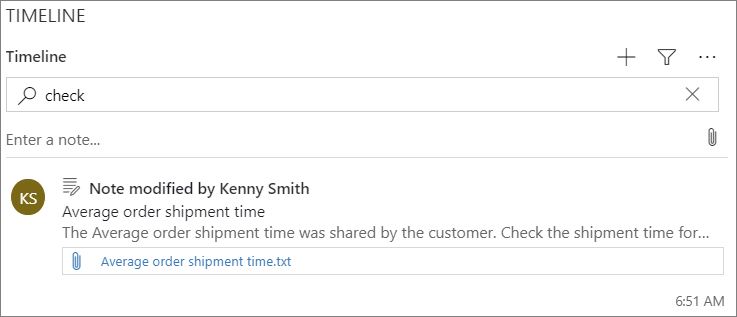 TIMELINE
Timeline
check
Enter a note...
KS
Note modified by Kenny Smith
Average order shipment time
The Average order shipment time was shared by the customer. Check the shipment time for...
Average order shipment time.txt
6:51 AM